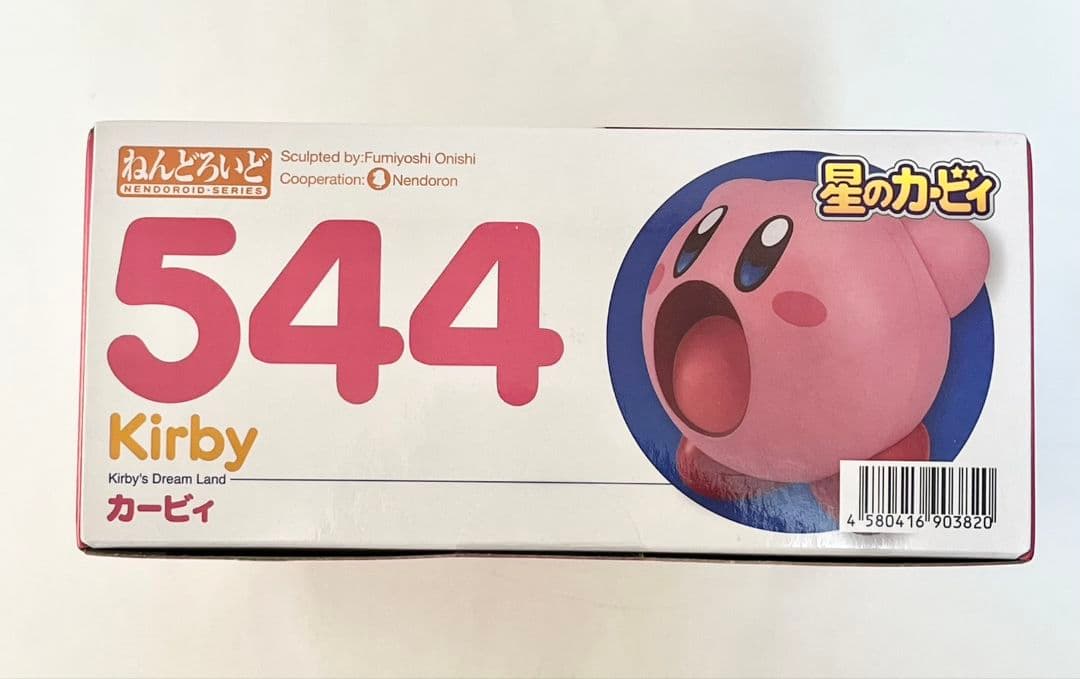 ねんどろいど
NENDOROID·SERIES
Sculpted by:Fumiyoshi Onishi
Cooperation: Nendoron
星のカービィ
544
Kirby
Kirby's Dream Land
カービィ
4 580416 903820